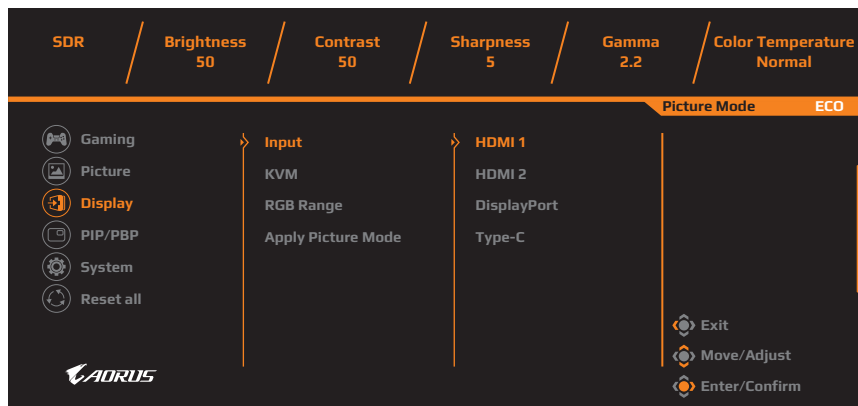 SDR Brightness Contrast Sharpness Gamma Color Temperature
50 50 5 2.2 Normal
Picture Mode ECO
Gaming Input HDMI 1
Picture KVM HDMI 2
Display RGB Range DisplayPort
PIP/PBP Apply Picture Mode Type-C
System
Reset all
Exit
Move/Adjust
AORUS
Enter/Confirm